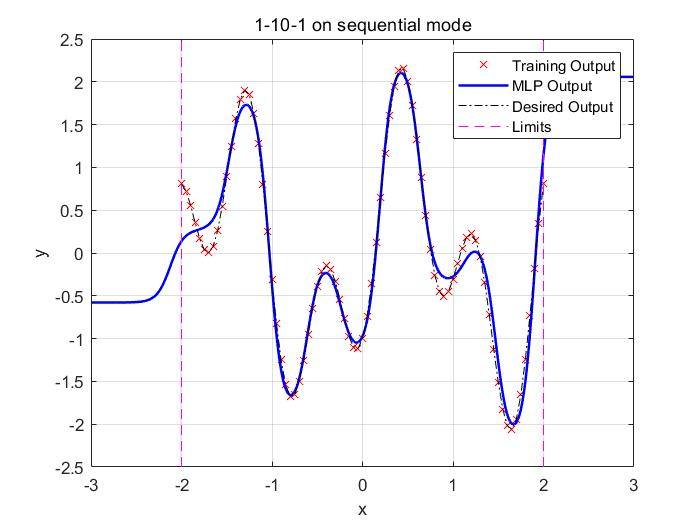 1-10-1 on sequential mode
Training Output
MLP Output
Desired Output
Limits
2.5
2
1.5
1
0.5
0
-0.5
-1
-1.5
-2
-2.5
y
-3 -2 -1 0 1 2 3
x